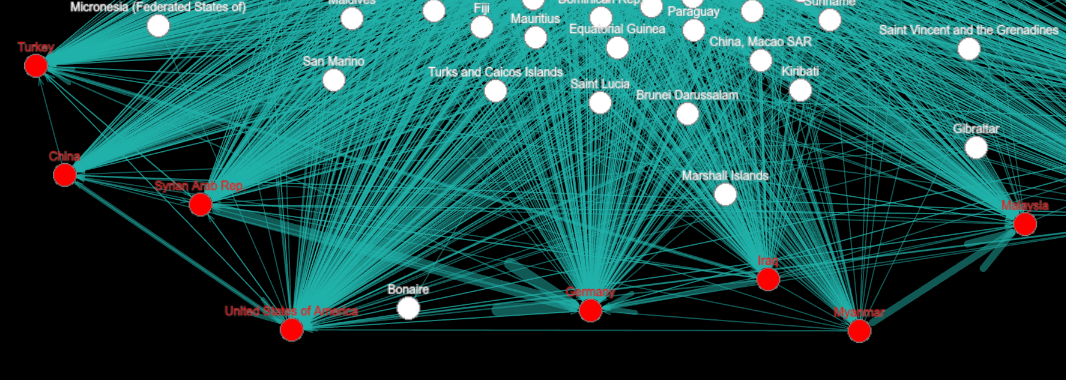 Micronesia (Federated States of)
Maldives
Fiji
Mauritius
Dominican Rep.
Paraguay
Suriname
Equatorial Guinea
Saint Vincent and the Grenadines
Turkey
San Marino
China, Macao SAR
Turks and Caicos Islands
Kiribati
Saint Lucia
Brunei Darussalam
Gibraltar
China
Marshall Islands
Syrian Arab Rep.
Malaysia
Iraq
Bonaire
Germany
United States of America
Myanmar